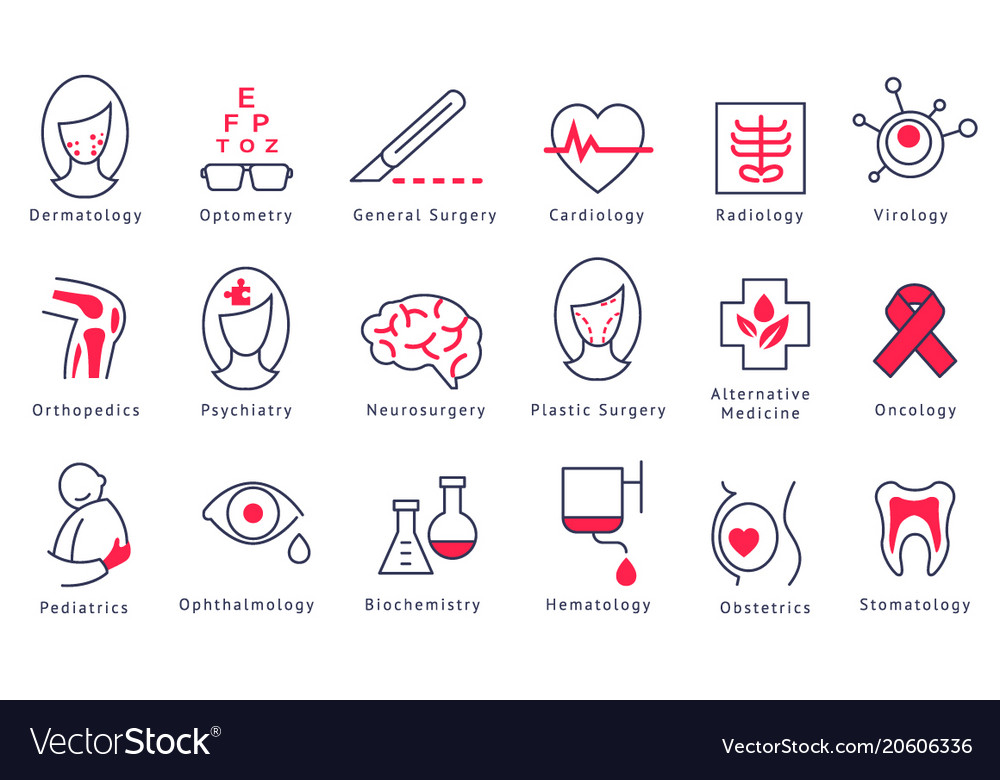 E
F P
T O Z
Dermatology
Optometry
General Surgery
Cardiology
Radiology
Virology
Orthopedics
Psychiatry
Neurosurgery
Plastic Surgery
Alternative
Medicine
Oncology
Pediatrics
Ophthalmology
Biochemistry
Hematology
Obstetrics
Stomatology
VectorStock®
VectorStock.com/20606336